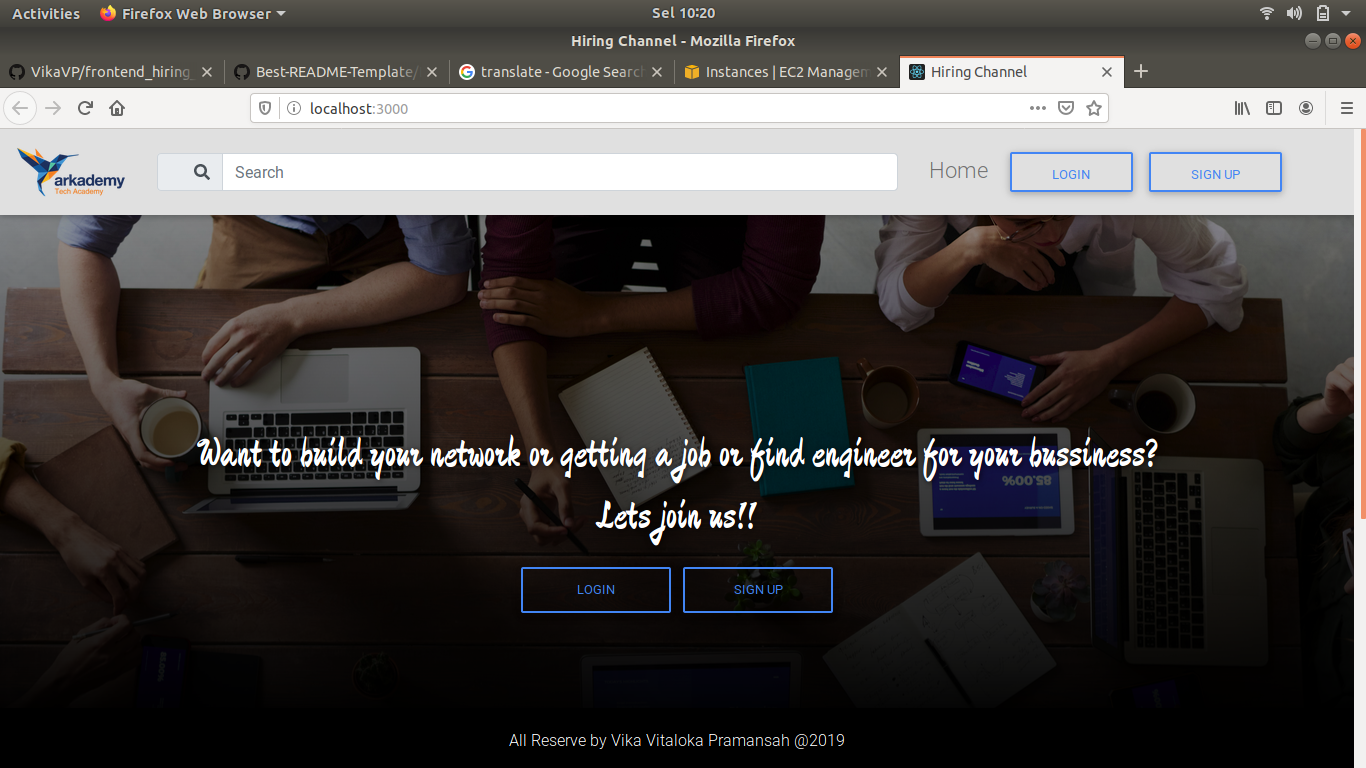 Activities Firefox Web Browser Sel 10:20
Hiring Channel - Mozilla Firefox
VikaVP/frontend_hiring_ Best-README-Template/ translate - Google Search Instances | EC2 Managem Hiring Channel
localhost:3000
arkademy
Tech Academy
Search Home LOGIN SIGN UP
85.00%
Want to build your network or getting a job or find engineer for your bussiness?
Lets join us!!
LOGIN SIGN UP
All Reserve by Vika Vitaloka Pramansah @2019